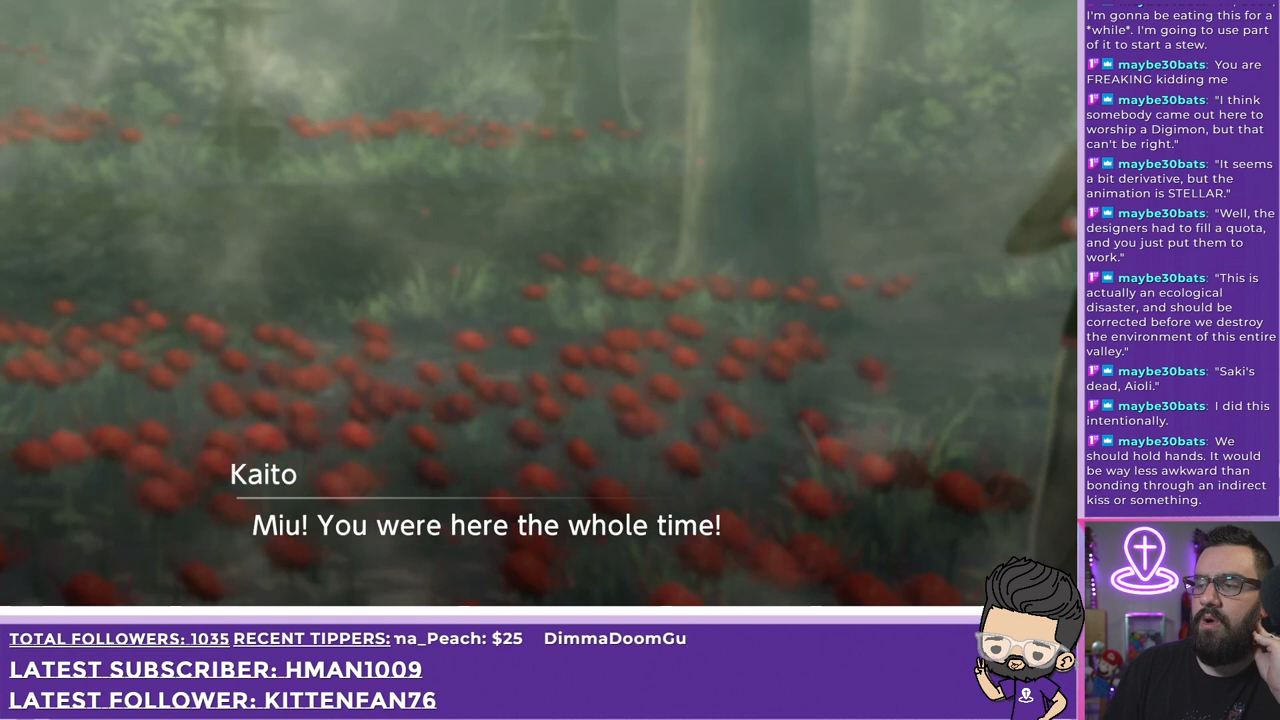 I'm gonna be eating this for a
*while*. I'm going to use part
of it to start a stew.
maybe30bats: You are
FREAKING kidding me
maybe30bats: "I think
somebody came out here to
worship a Digimon, but that
can't be right."
maybe30bats: "It seems
a bit derivative, but the
animation is STELLAR."
maybe30bats: "Well, the
designers had to fill a quota,
and you just put them to
work."
maybe30bats: "This is
actually an ecological
disaster, and should be
corrected before we destroy
the environment of this entire
valley."
maybe30bats: "Saki's
dead, Aioli."
maybe30bats: I did this
intentionally.
maybe30bats: We
should hold hands. It would
be way less awkward than
bonding through an indirect
kiss or something.
Kaito
Miu! You were here the whole time!
TOTAL FOLLOWERS: 1035 RECENT TIPPERS: na_Peach: $25 DimmaDoomGu
LATEST SUBSCRIBER: HMAN1009
LATEST FOLLOWER: KITTENFAN76